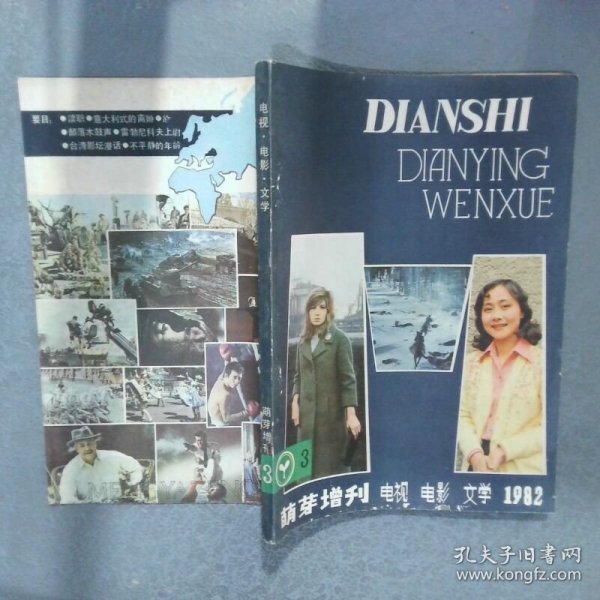 要目:
●渎职●意大利式的离婚●
●部落木鼓声●雷勃尼科夫上尉
●台湾影坛漫话●不平静的年龄
电视·电影·文学
萌芽增刊
3
DIANSHI
DIANYING
WENXUE
3
萌芽增刊 电视 电影 文学 1982
孔夫子旧书网
www.kongfz.com